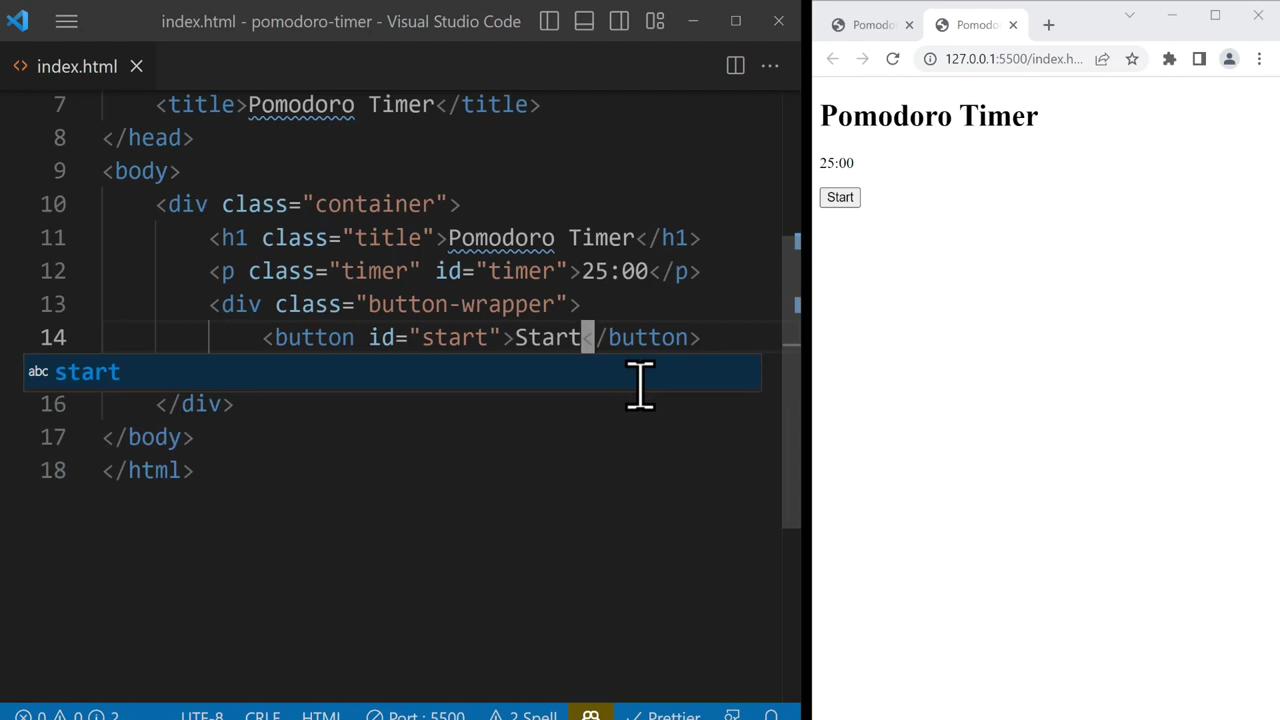 index.html - pomodoro-timer - Visual Studio Code
index.html
7 <title>Pomodoro Timer</title>
8 </head>
9 <body>
10 <div class="container">
11 <h1 class="title">Pomodoro Timer</h1>
12 <p class="timer" id="timer">25:00</p>
13 <div class="button-wrapper">
14 <button id="start">Start</button>
abc start
16 </div>
17 </body>
18 </html>
0 0 2 UTF-8 CRLF HTML Port : 5500 2 Spell Prettier
Pomodo Pomodo
127.0.0.1:5500/index.h...
Pomodoro Timer
25:00
Start